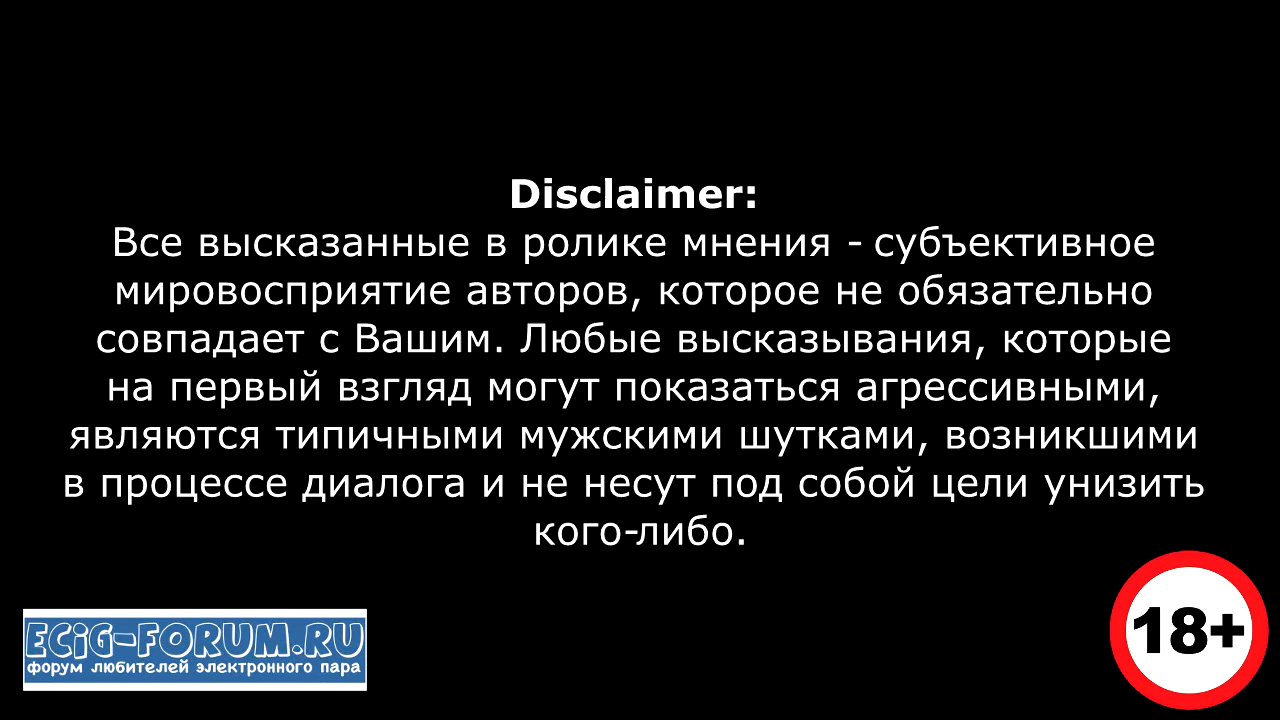 Disclaimer:
Все высказанные в ролике мнения - субъективное
мировосприятие авторов, которое не обязательно
совпадает с Вашим. Любые высказывания, которые
на первый взгляд могут показаться агрессивными,
являются типичными мужскими шутками, возникшими
в процессе диалога и не несут под собой цели унизить
кого-либо.
ECiG-FORUM.RU
форум любителей электронного пара
18+